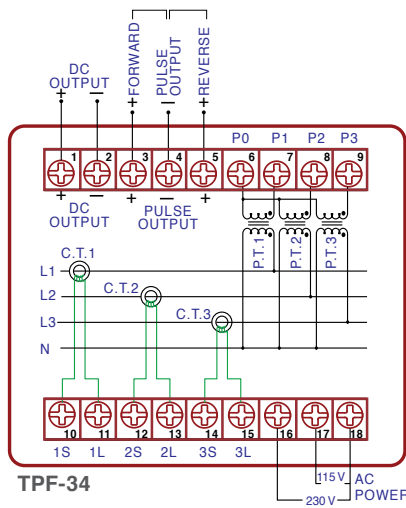 DC
OUTPUT
+ −
+FORWARD
PULSE
OUTPUT
−
+REVERSE
P0 P1 P2 P3
1 2 3 4 5 6 7 8 9
+ −
DC
OUTPUT
+ − +
PULSE OUTPUT
P.T.1
P.T.2
P.T.3
C.T.1
L1
C.T.2
L2
C.T.3
L3
N
10 11 12 13 14 15 16 17 18
1S 1L 2S 2L 3S 3L
115 V
AC
POWER
230 V
TPF-34